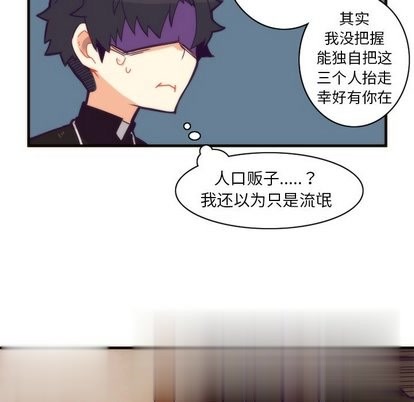 其实
我没把握
能独自把这
三个人抬走
幸好有你在
人口贩子.....？
我还以为只是流氓